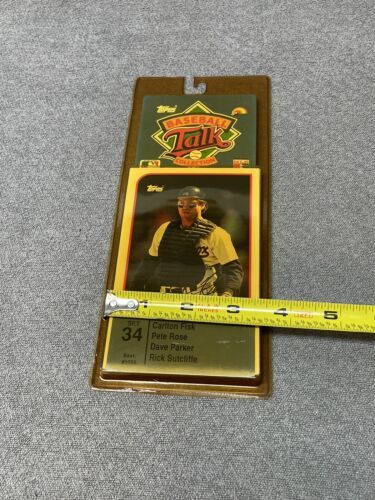 Topps
BASEBALL
Talk
COLLECTION
Topps
OX
1 2 3 4 5
INCHES
SET
34
Carlton Fisk
Pete Rose
Dave Parker
Rick Sutcliffe